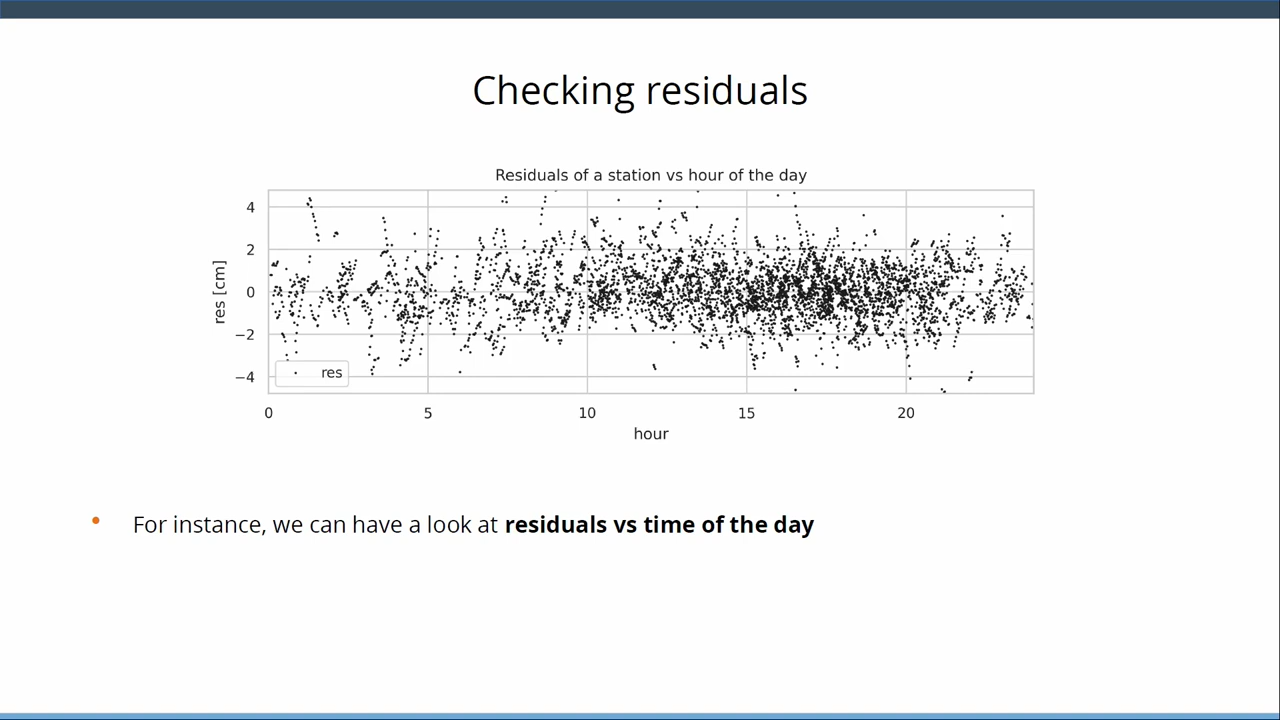 Checking residuals
Residuals of a station vs hour of the day
4
2
0
−2
−4
res [cm]
res
0 5 10 15 20
hour
• For instance, we can have a look at residuals vs time of the day